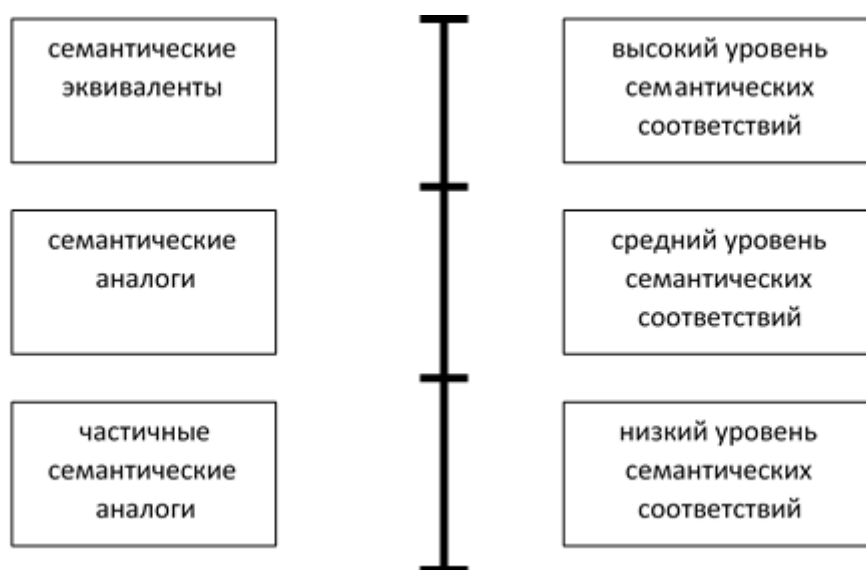 семантические
эквиваленты
высокий уровень
семантических
соответствий
семантические
аналоги
средний уровень
семантических
соответствий
частичные
семантические
аналоги
низкий уровень
семантических
соответствий